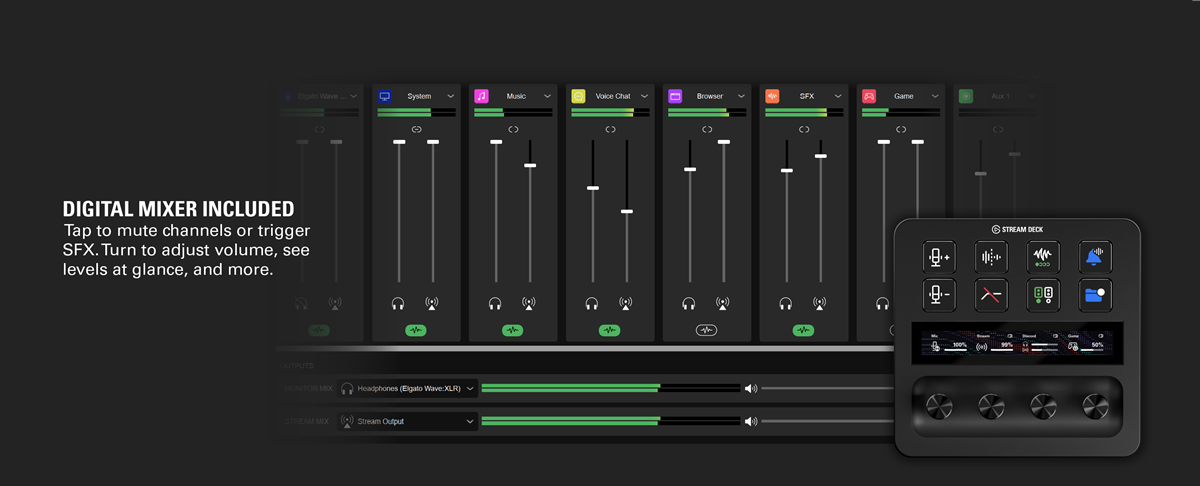 Elgato Wave ...
System
Music
Voice Chat
Browser
SFX
Game
Aux 1
DIGITAL MIXER INCLUDED
Tap to mute channels or trigger
SFX. Turn to adjust volume, see
levels at glance, and more.
STREAM DECK
Mic
Stream
Discord
Game
100%
99%
50%
OUTPUTS
MONITOR MIX
Headphones (Elgato Wave:XLR)
STREAM MIX
Stream Output